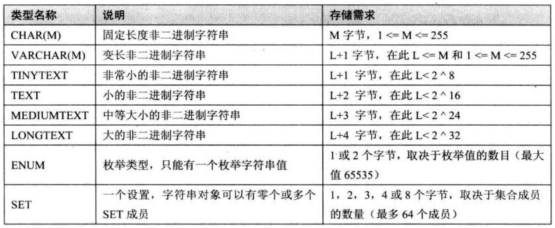 类型名称 说明 存储需求
CHAR(M) 固定长度非二进制字符串 M 字节，1 <= M <= 255
VARCHAR(M) 变长非二进制字符串 L+1 字节，在此 L <= M 和 1 <= M <= 255
TINYTEXT 非常小的非二进制字符串 L+1 字节，在此 L< 2 ^ 8
TEXT 小的非二进制字符串 L+2 字节，在此 L< 2 ^ 16
MEDIUMTEXT 中等大小的非二进制字符串 L+3 字节，在此 L< 2 ^ 24
LONGTEXT 大的非二进制字符串 L+4 字节，在此 L< 2 ^ 32
ENUM 枚举类型，只能有一个枚举字符串值 1 或 2 个字节，取决于枚举值的数目（最大
值 65535）
SET 一个设置，字符串对象可以有零个或多个
SET 成员
1，2，3，4 或 8 个字节，取决于集合成员
的数量（最多 64 个成员）